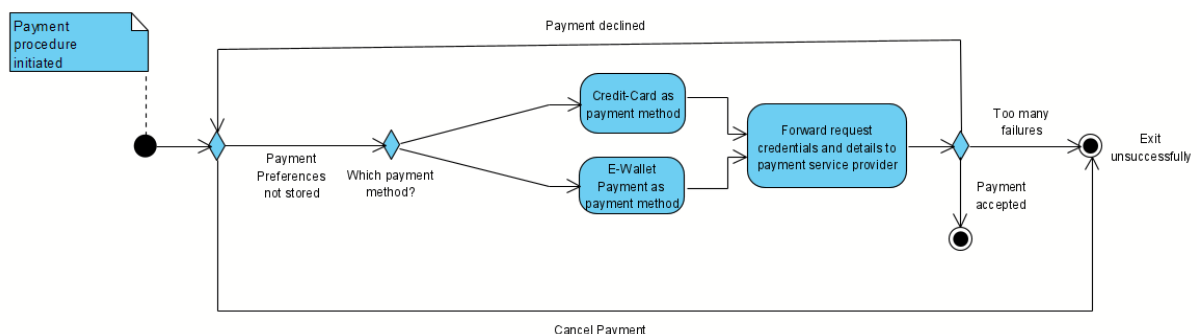 Payment
procedure
initiated
Payment declined
Credit-Card as
payment method
Forward request
credentials and details to
payment service provider
Too many
failures
Exit
unsuccessfully
Payment
Preferences
not stored
Which payment
method?
E-Wallet
Payment as
payment method
Payment
accepted
Cancel Payment